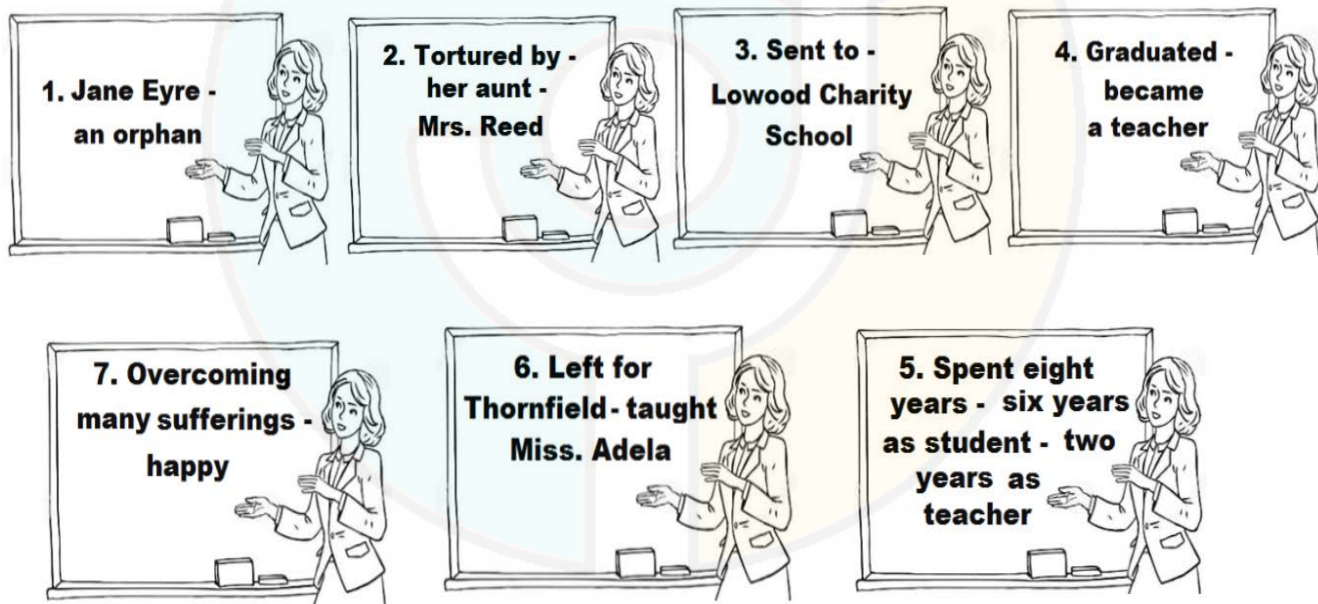 1. Jane Eyre -
an orphan
2. Tortured by -
her aunt -
Mrs. Reed
3. Sent to -
Lowood Charity
School
4. Graduated -
became
a teacher
7. Overcoming
many sufferings -
happy
6. Left for
Thornfield - taught
Miss. Adela
5. Spent eight
years - six years
as student - two
years as
teacher